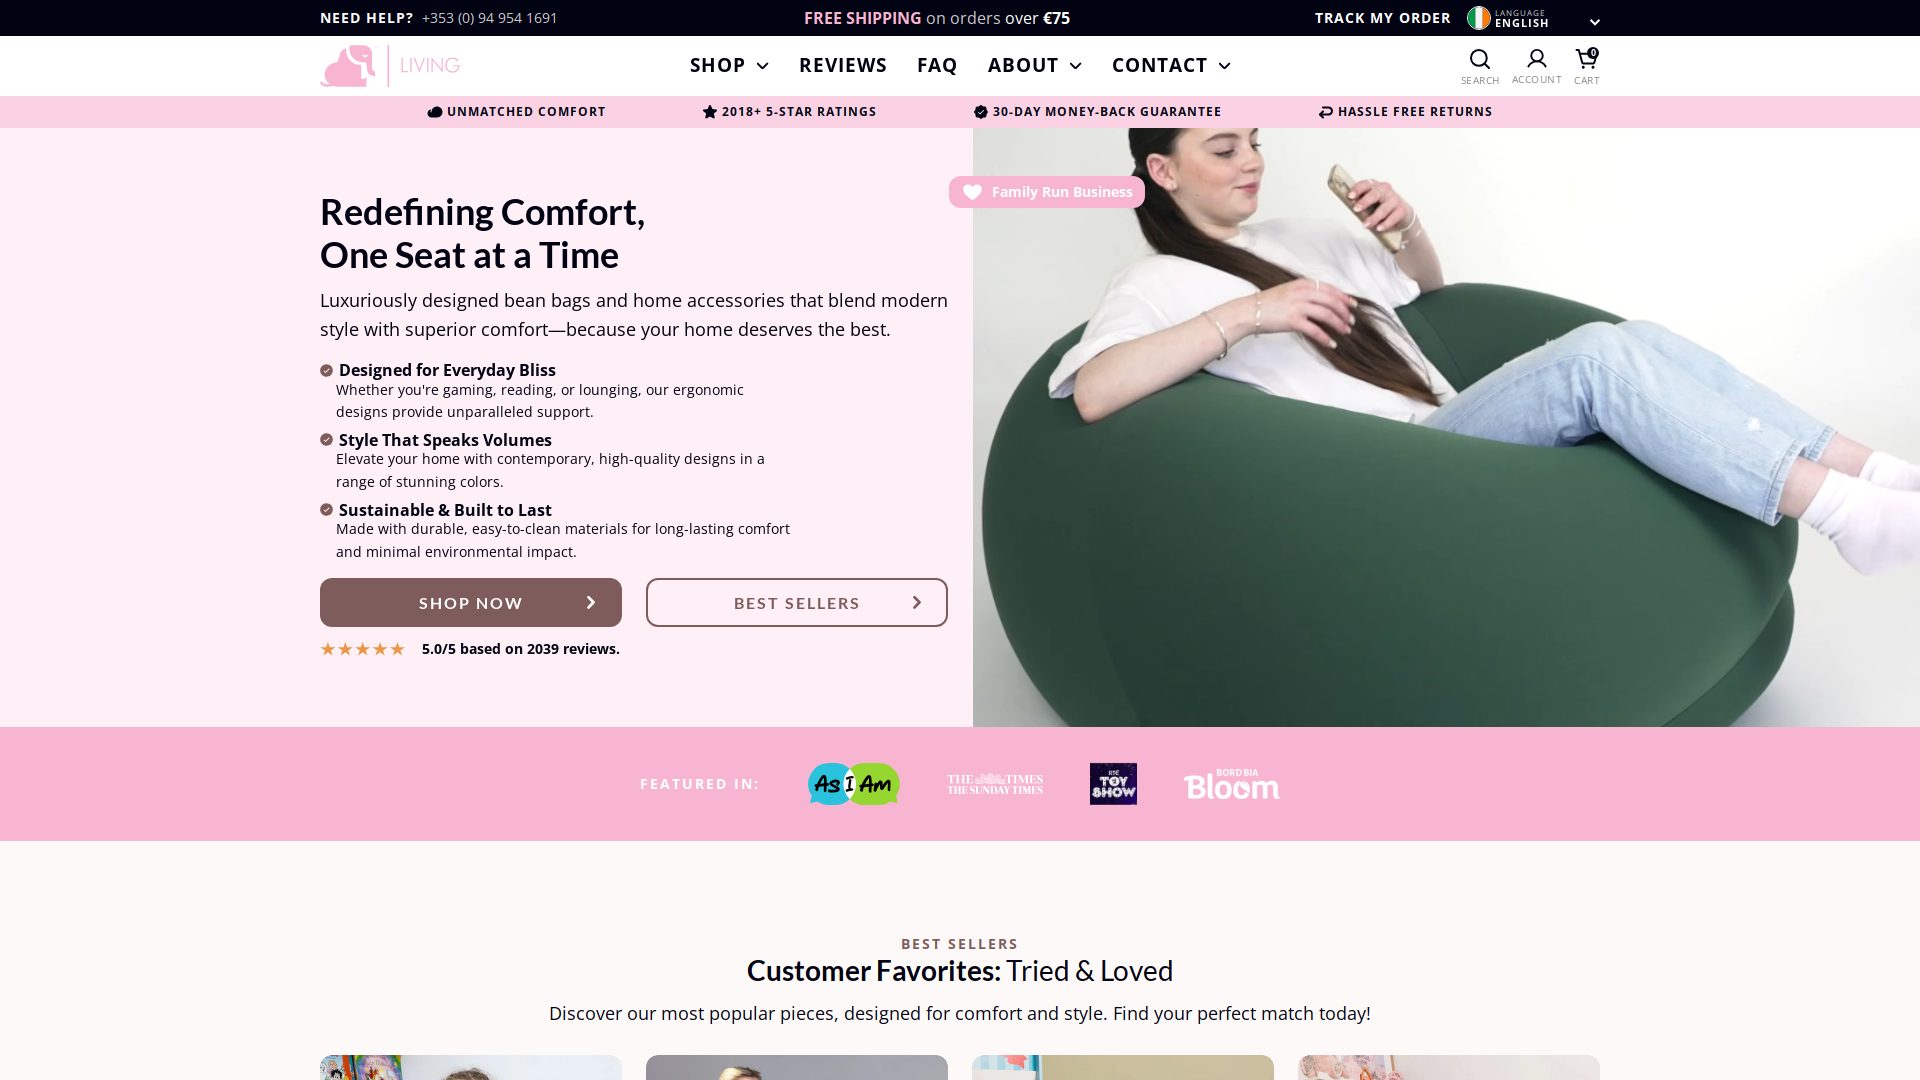 NEED HELP? +353 (0) 94 954 1691
FREE SHIPPING on orders over €75
TRACK MY ORDER
LANGUAGE
ENGLISH
LIVING
SHOP
REVIEWS
FAQ
ABOUT
CONTACT
SEARCH
ACCOUNT
0
CART
UNMATCHED COMFORT
2018+ 5-STAR RATINGS
30-DAY MONEY-BACK GUARANTEE
HASSLE FREE RETURNS
Family Run Business
Redefining Comfort,
One Seat at a Time
Luxuriously designed bean bags and home accessories that blend modern
style with superior comfort—because your home deserves the best.
Designed for Everyday Bliss
Whether you're gaming, reading, or lounging, our ergonomic
designs provide unparalleled support.
Style That Speaks Volumes
Elevate your home with contemporary, high-quality designs in a
range of stunning colors.
Sustainable & Built to Last
Made with durable, easy-to-clean materials for long-lasting comfort
and minimal environmental impact.
SHOP NOW
BEST SELLERS
5.0/5 based on 2039 reviews.
FEATURED IN:
As I Am
THE TIMES
THE SUNDAY TIMES
RTÉ
TOY
SHOW
BORD BIA
Bloom
BEST SELLERS
Customer Favorites: Tried & Loved
Discover our most popular pieces, designed for comfort and style. Find your perfect match today!